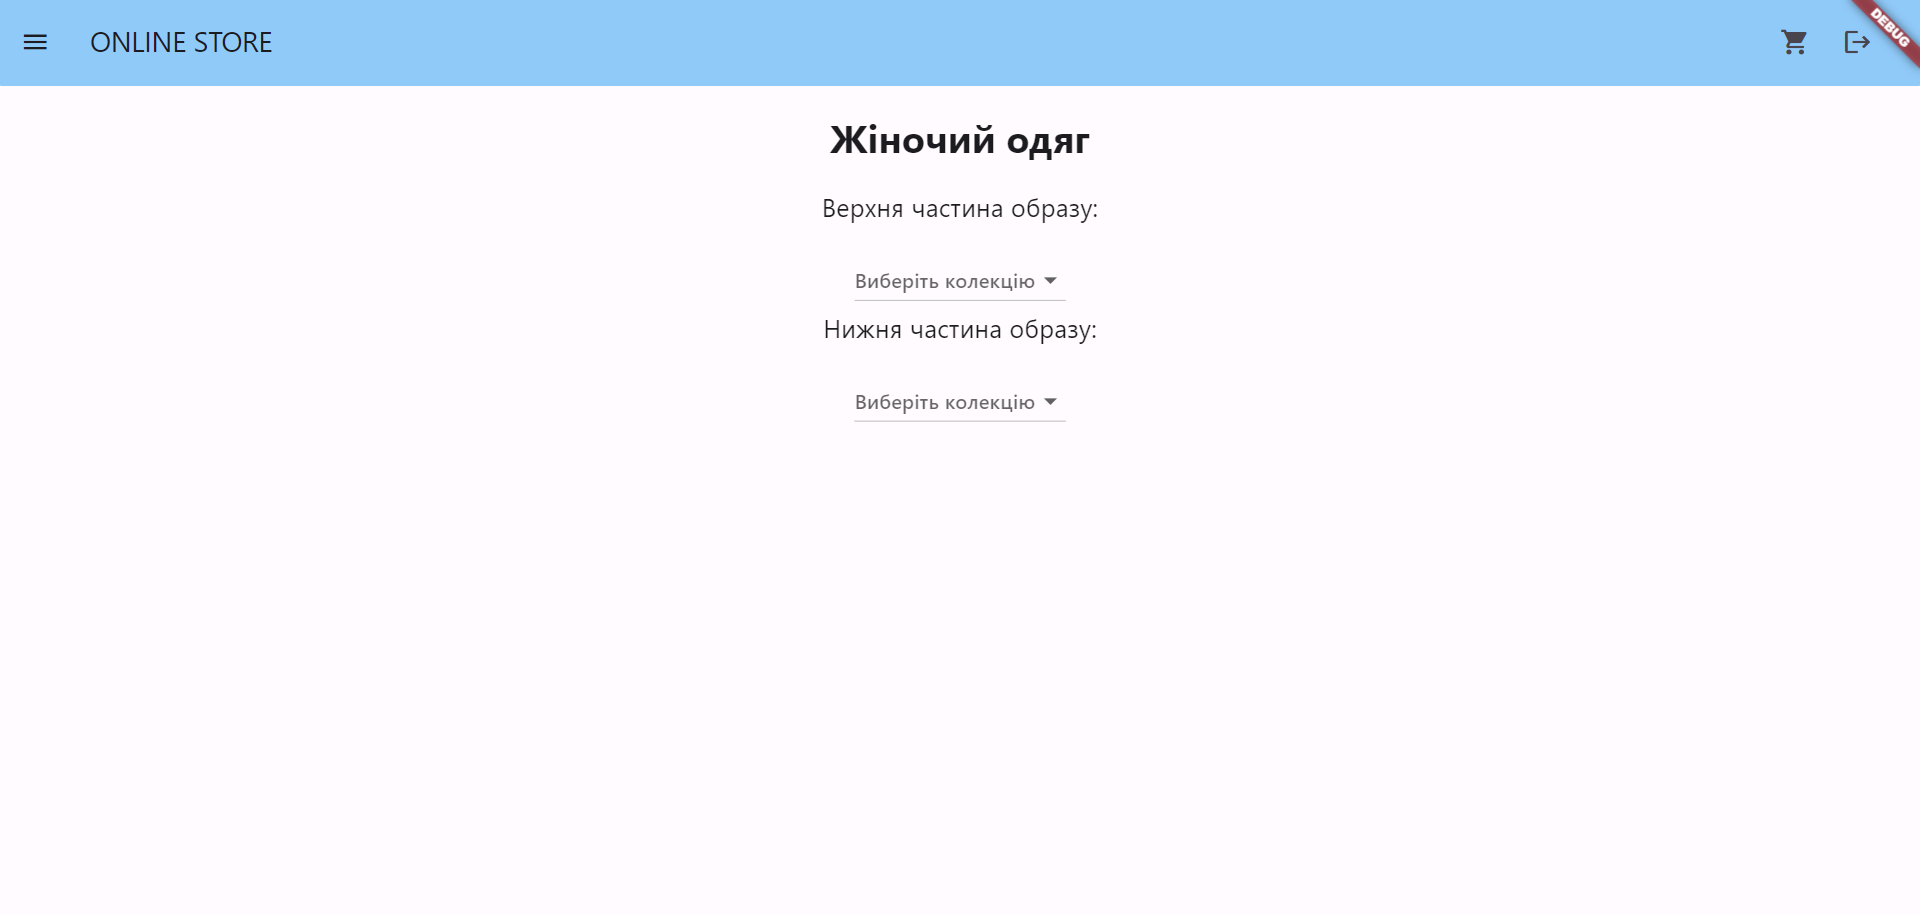 ONLINE STORE
DEBUG
Жіночий одяг
Верхня частина образу:
Виберіть колекцію
Нижня частина образу:
Виберіть колекцію